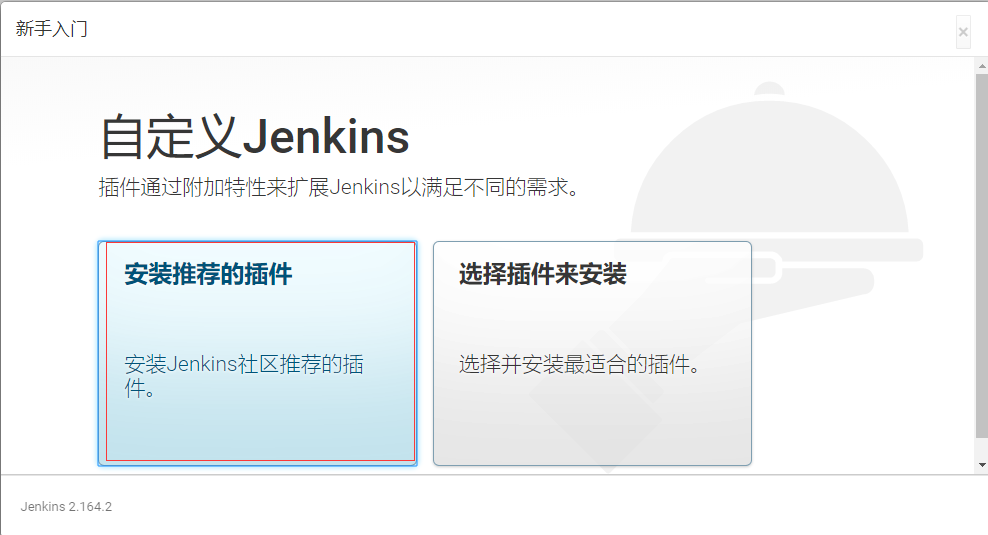 新手入门
×
自定义Jenkins
插件通过附加特性来扩展Jenkins以满足不同的需求。
安装推荐的插件
安装Jenkins社区推荐的插
件。
选择插件来安装
选择并安装最适合的插件。
Jenkins 2.164.2